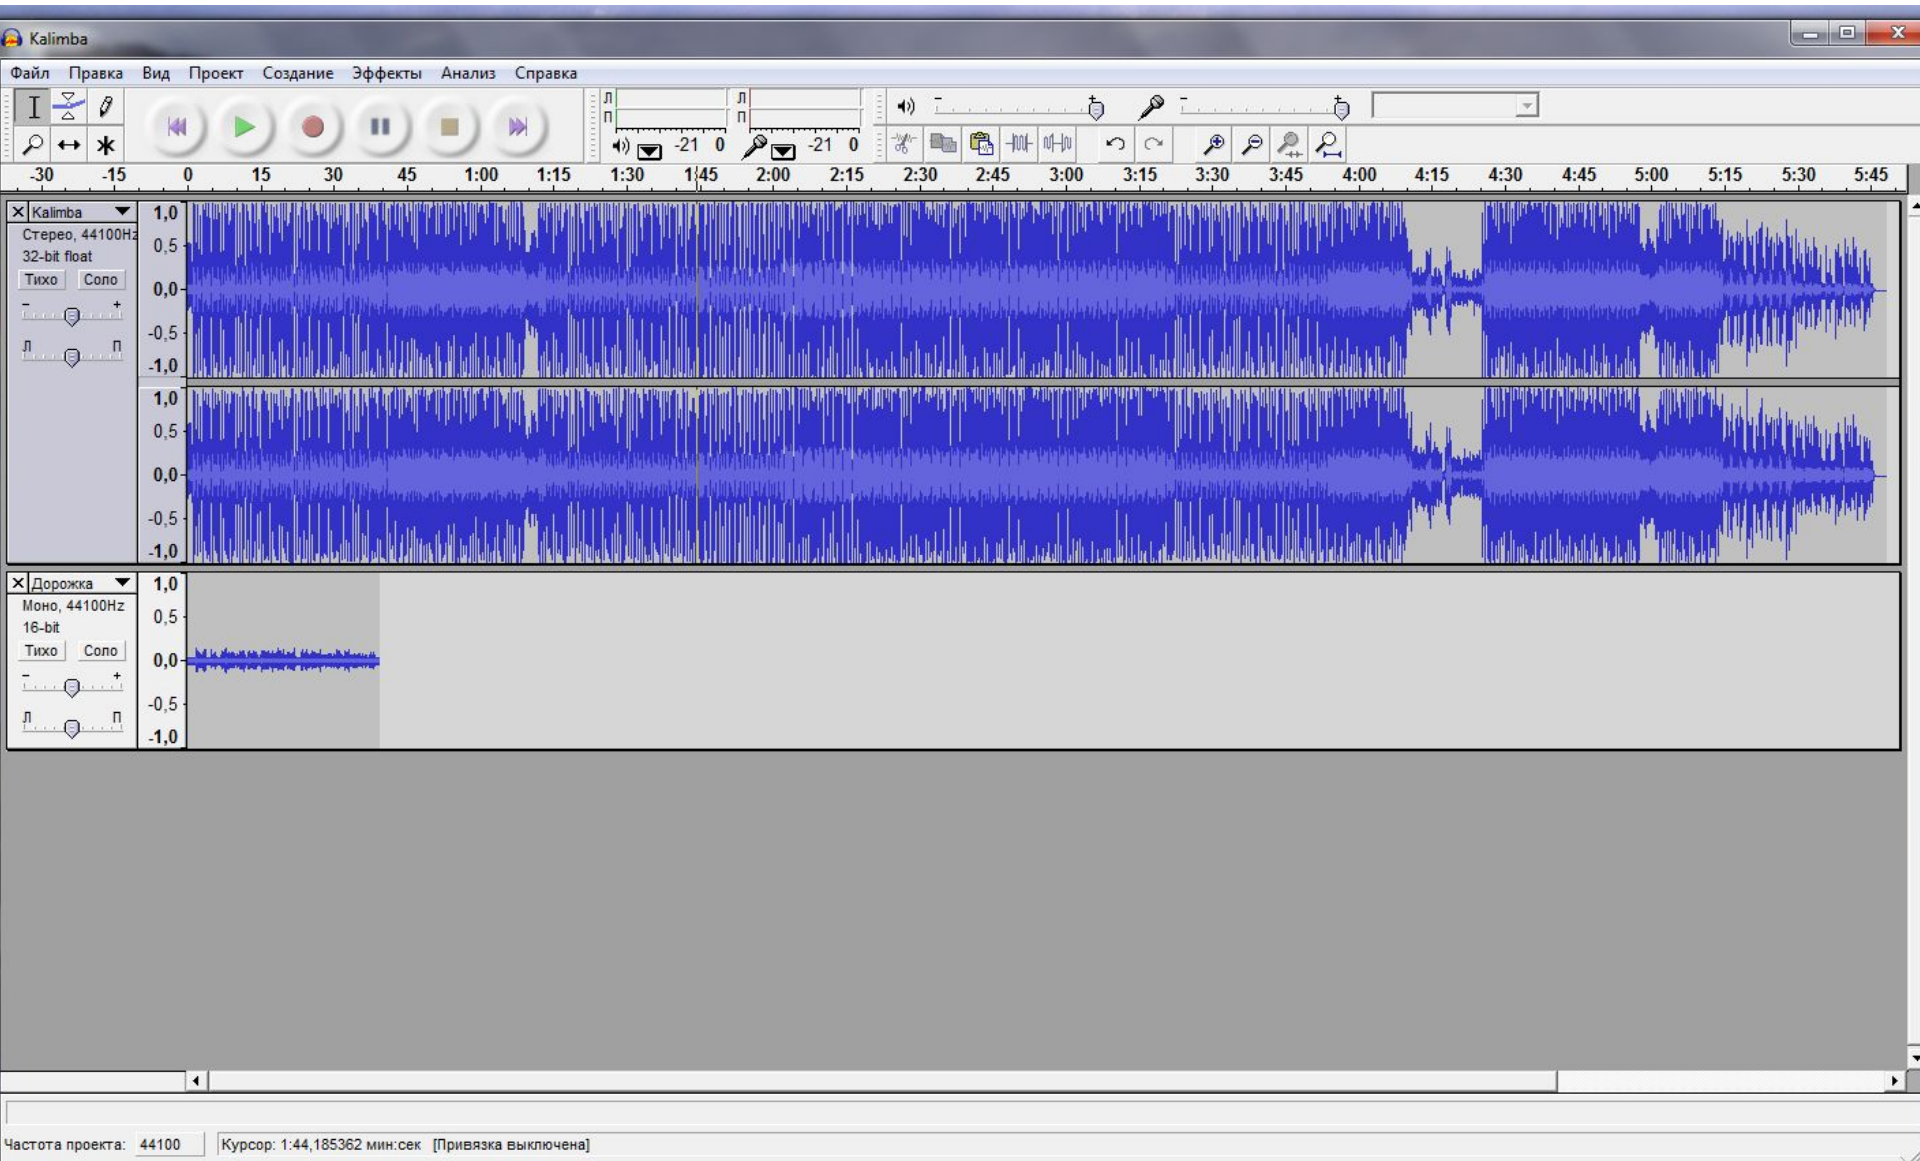 Kalimba
Файл Правка Вид Проект Создание Эффекты Анализ Справка
Л Л
П П
-21 0 -21 0
-30 -15 0 15 30 45 1:00 1:15 1:30 1:45 2:00 2:15 2:30 2:45 3:00 3:15 3:30 3:45 4:00 4:15 4:30 4:45 5:00 5:15 5:30 5:45
Kalimba
Стерео, 44100Hz
32-bit float
Тихо Соло
- +
Л П
1,0
0,5
0,0
-0,5
-1,0
1,0
0,5
0,0
-0,5
-1,0
Дорожка
Моно, 44100Hz
16-bit
Тихо Соло
- +
Л П
1,0
0,5
0,0
-0,5
-1,0
Частота проекта: 44100 Курсор: 1:44,185362 мин:сек [Привязка выключена]